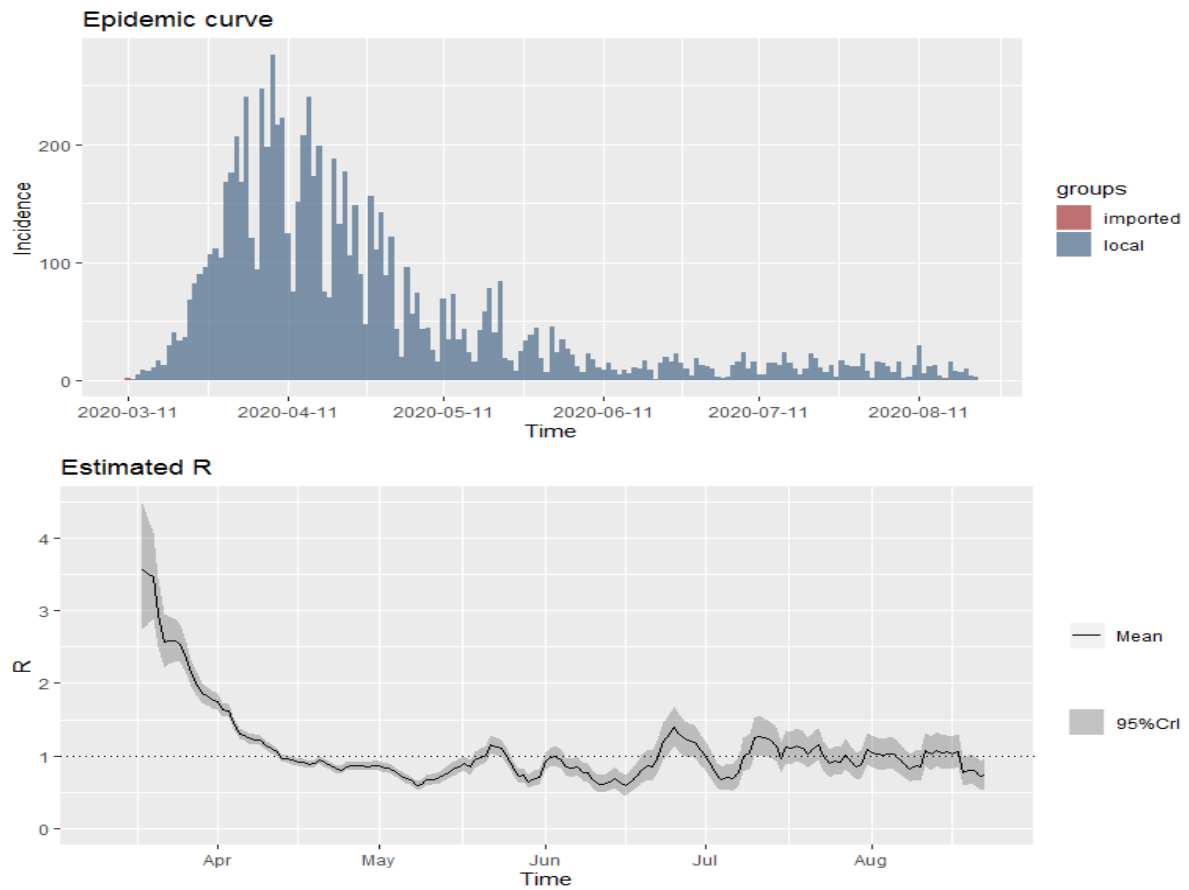 Epidemic curve
200
100
0
Incidence
2020-03-11 2020-04-11 2020-05-11 2020-06-11 2020-07-11 2020-08-11
Time
groups
imported
local
Estimated R
4
3
2
1
0
R
Apr May Jun Jul Aug
Time
Mean
95%CrI